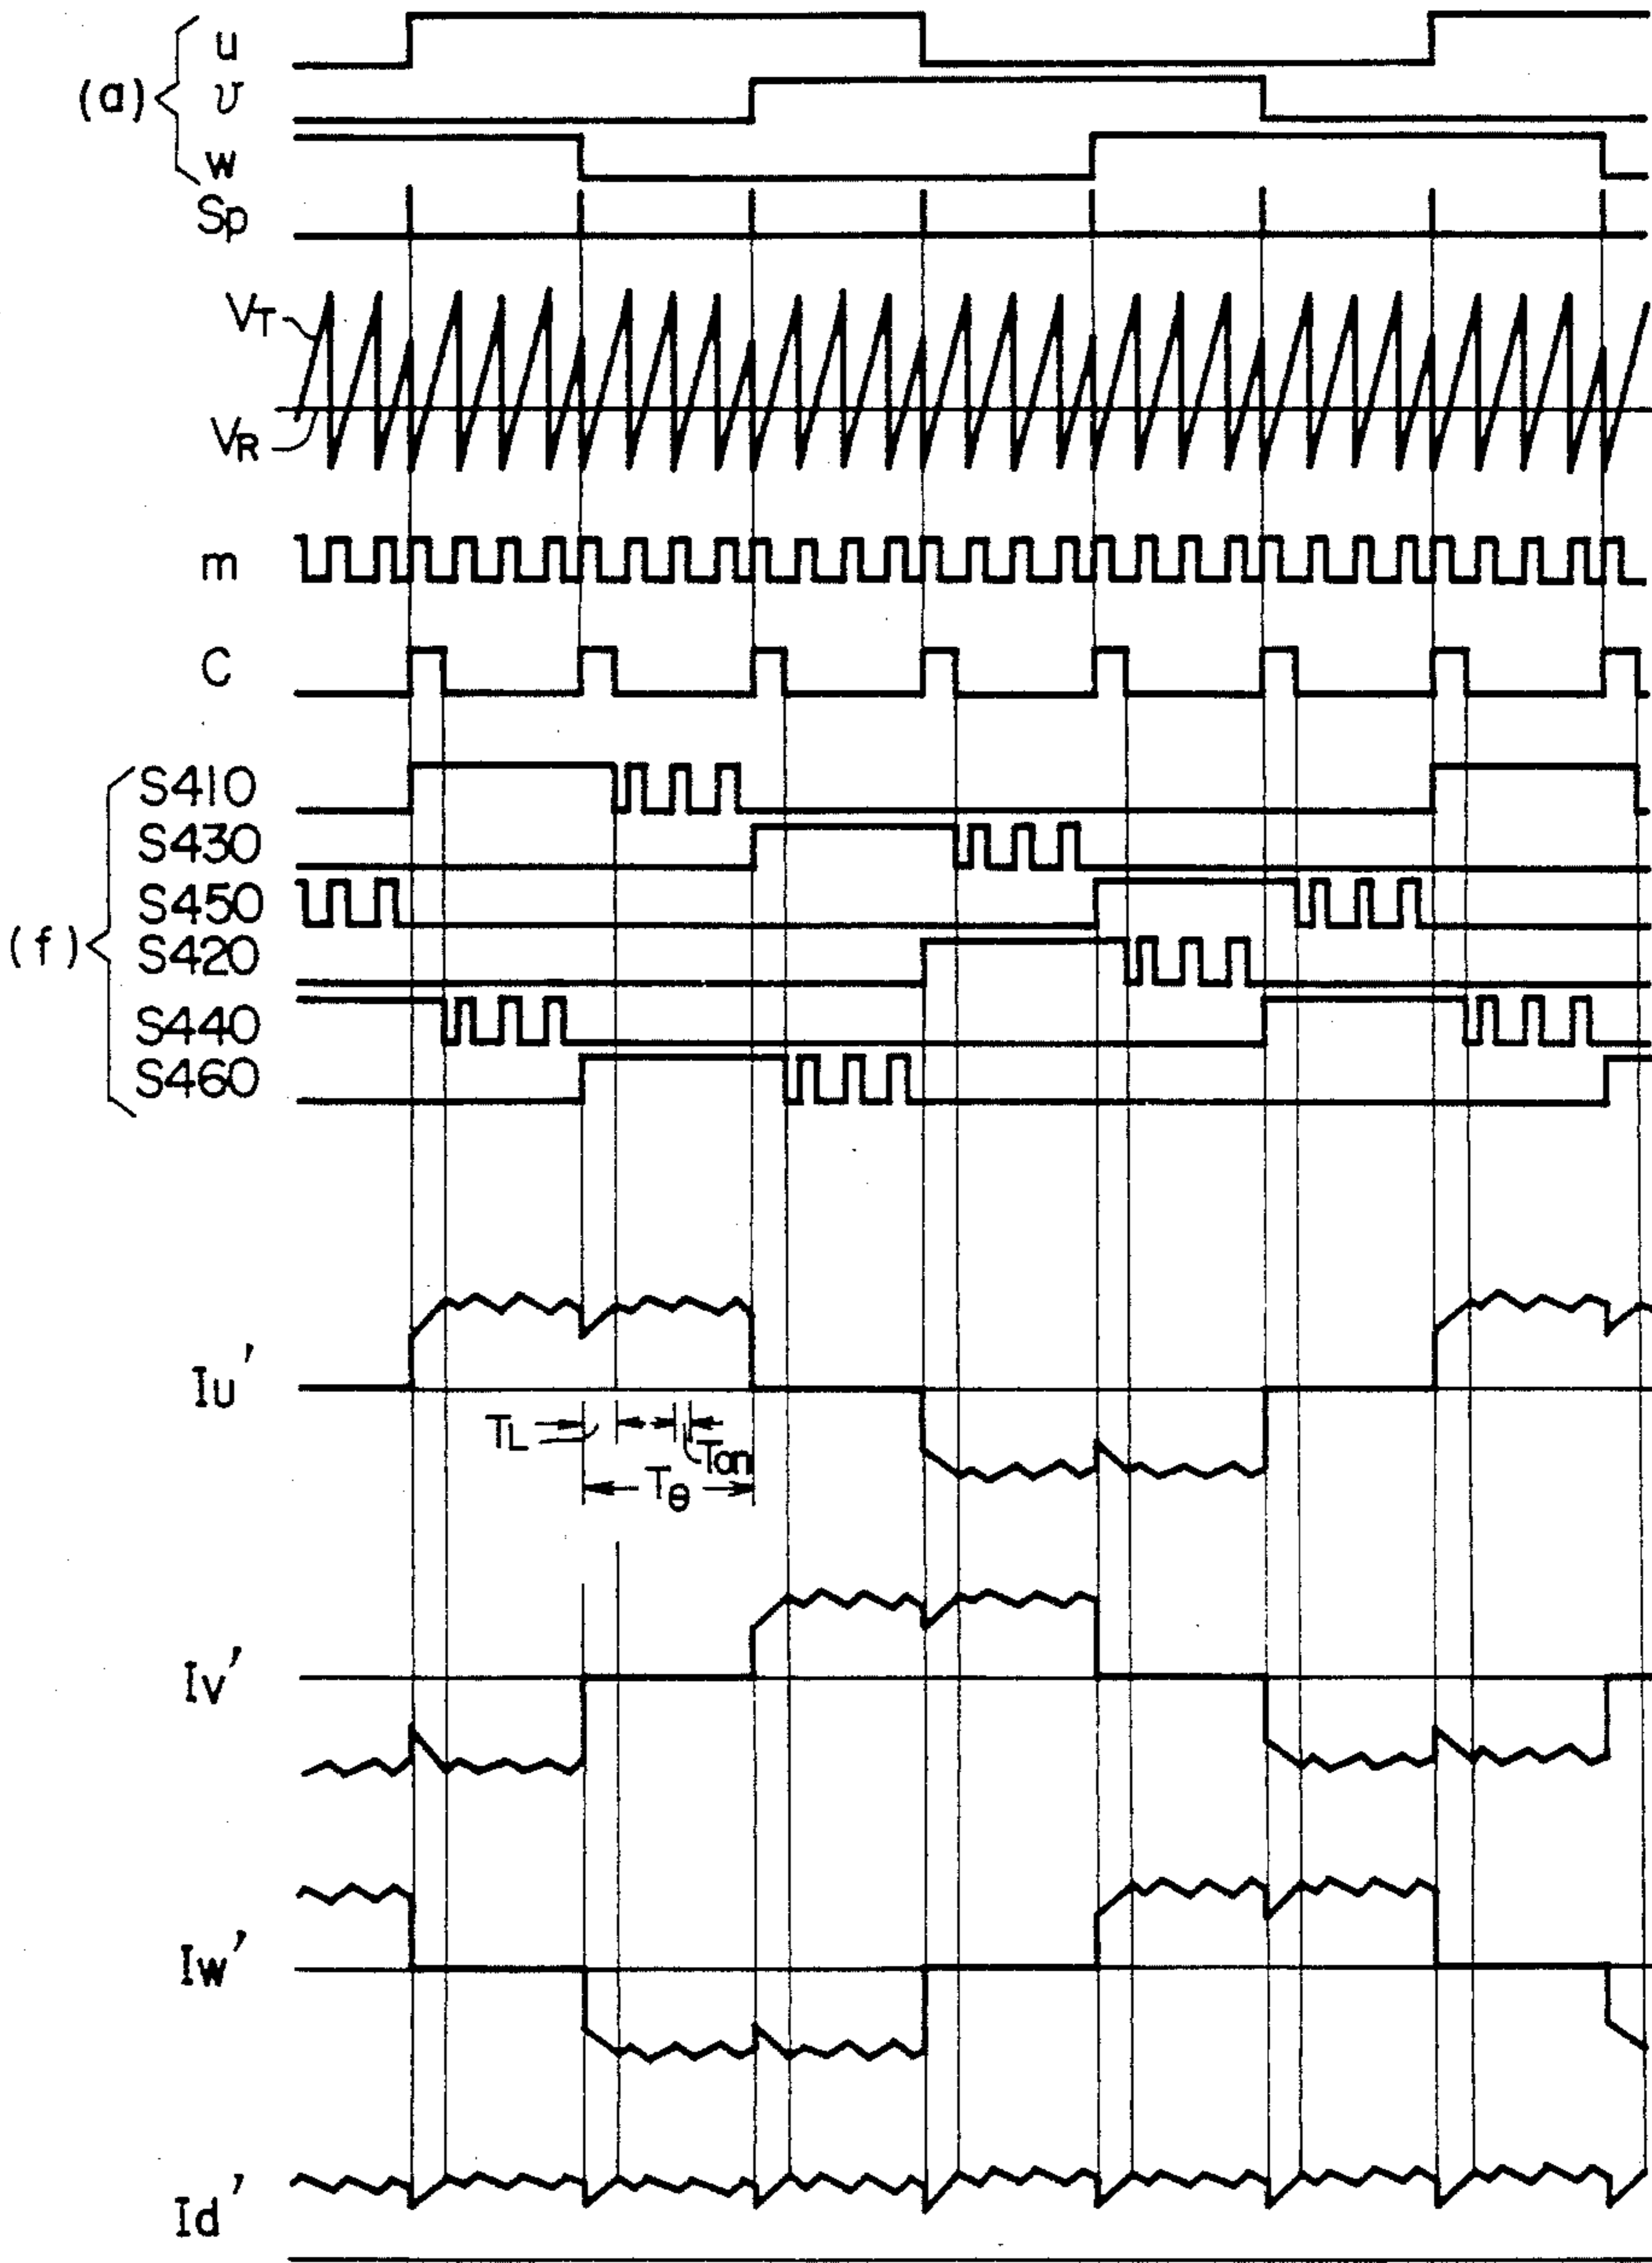 u
(a)
υ
w
Sp
VT
VR
m
C
S410
S430
S450
(f)
S420
S440
S460
Iu'
TL
Ton
Tθ
Iv'
Iw'
Id'